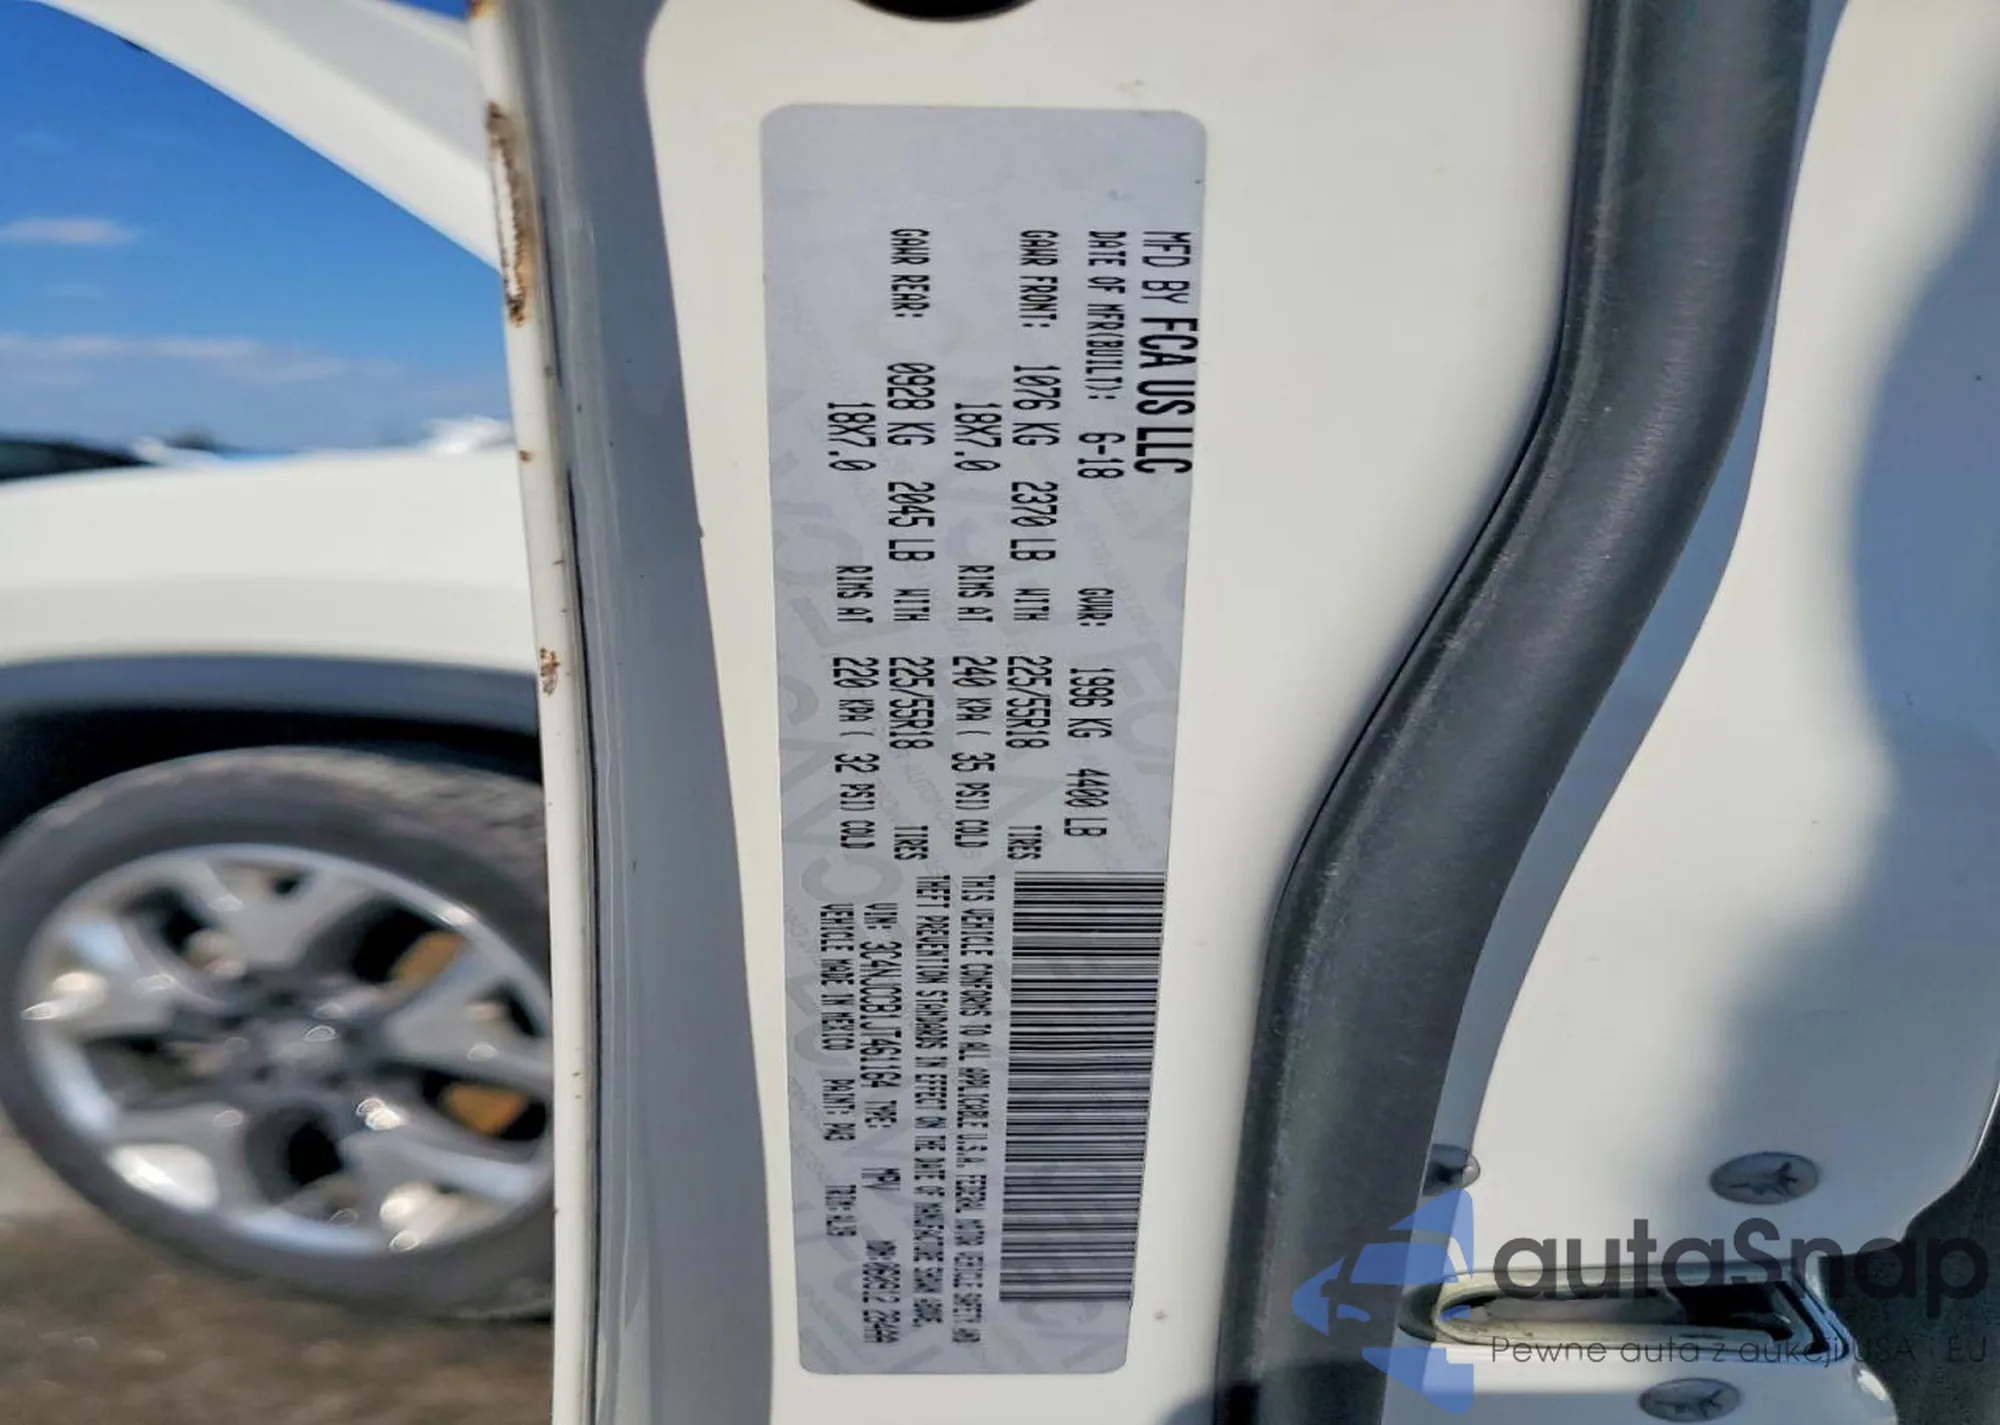 MFD BY FCA US LLC
DATE OF MFR(BUILT): 6-18 GVWR: 1996 KG 4400 LB
GAWR FRONT: 1076 KG 2370 LB WITH 225/55R18 TIRES
18X7.0 RIMS AT 240 KPA ( 35 PSI) COLD
GAWR REAR: 0928 KG 2045 LB WITH 225/55R18 TIRES
18X7.0 RIMS AT 220 KPA ( 32 PSI) COLD
THIS VEHICLE CONFORMS TO ALL APPLICABLE U.S.A. FEDERAL MOTOR VEHICLE SAFETY AND
THEFT PREVENTION STANDARDS IN EFFECT ON THE DATE OF MANUFACTURE SHOWN ABOVE.
VIN: 3C4NJCCB1JT461164 TYPE: MPV
VEHICLE MADE IN MEXICO PAINT: PW3 TRIM:
autaSnap
Pewne auta z aukcji USA i EU